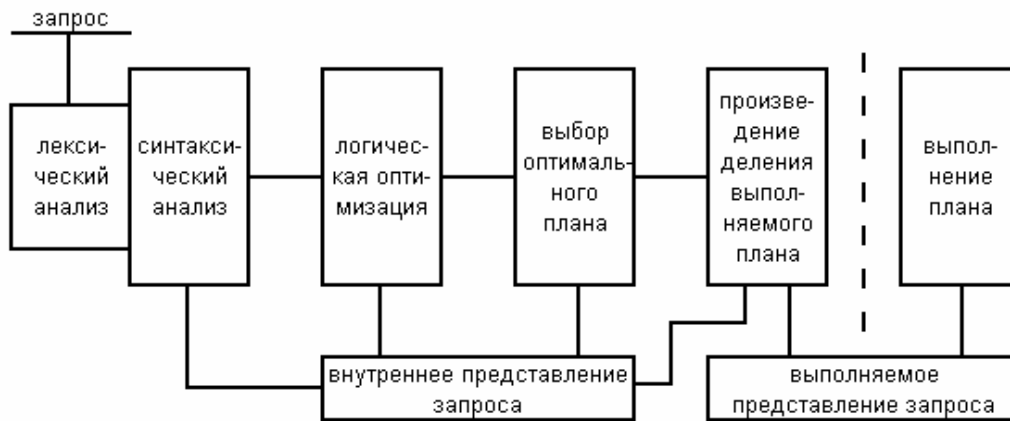 запрос
лекси-
ческий
анализ
синтакси-
ческий
анализ
логичес-
кая опти-
мизация
выбор
оптималь-
ного
плана
произве-
дение
деления
выпол-
няемого
плана
выпол-
нение
плана
внутреннее представление
запроса
выполняемое
представление запроса